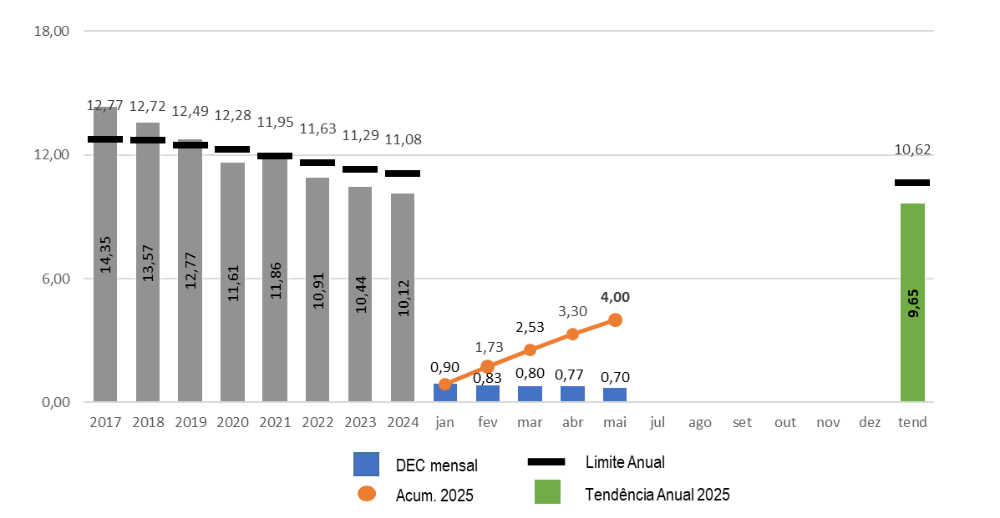 18,00
12,77 12,72 12,49 12,28 11,95 11,63 11,29 11,08
12,00
10,62
14,35 13,57 12,77 11,61 11,86 10,91 10,44 10,12
9,65
6,00
0,90 1,73 2,53 3,30 4,00
0,83 0,80 0,77 0,70
0,00
2017 2018 2019 2020 2021 2022 2023 2024 jan fev mar abr mai jul ago set out nov dez tend
DEC mensal Limite Anual
Acum. 2025 Tendência Anual 2025